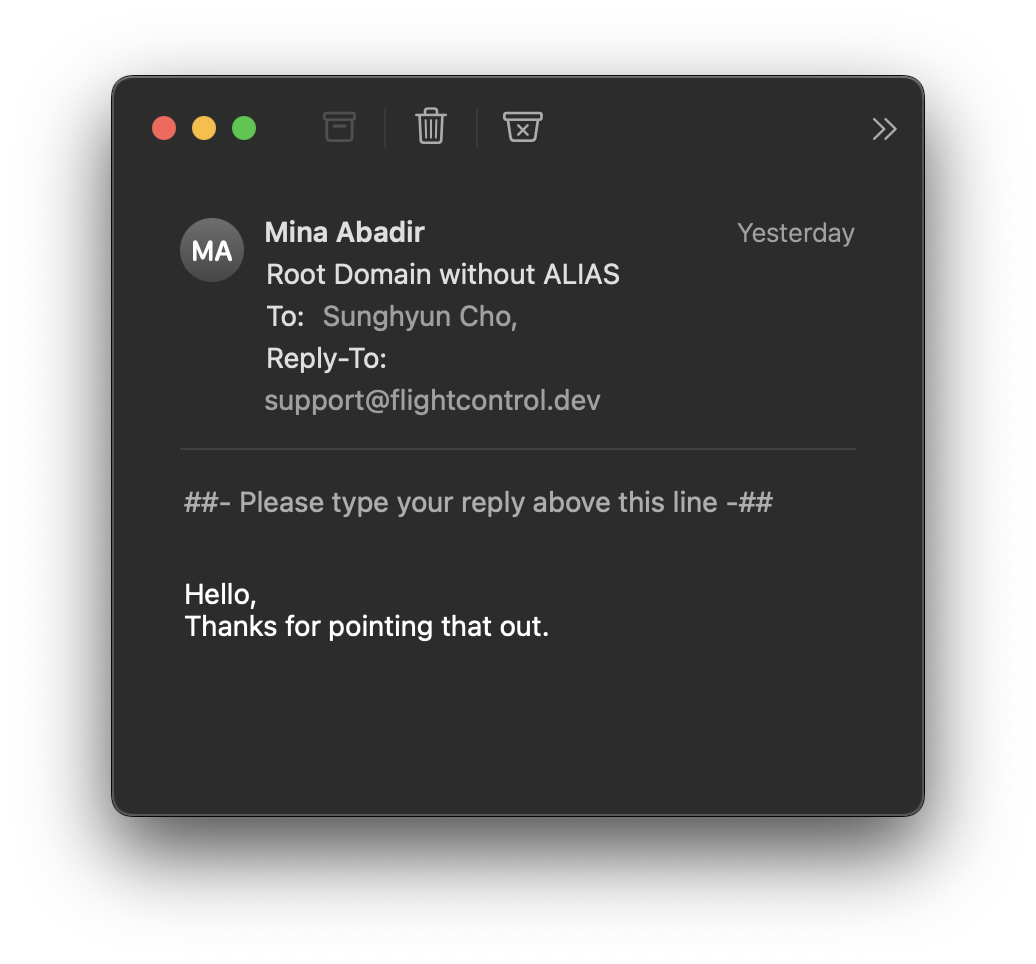 MA
Mina Abadir
Yesterday
Root Domain without ALIAS
To: Sunghyun Cho,
Reply-To:
support@flightcontrol.dev
##- Please type your reply above this line -##
Hello,
Thanks for pointing that out.